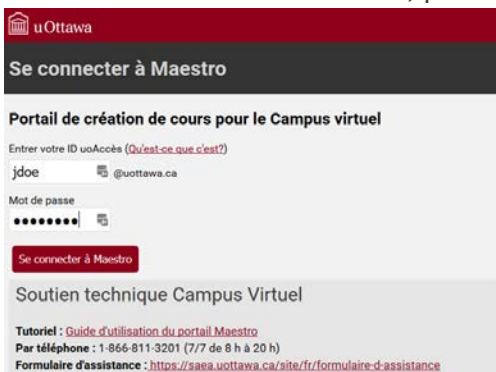 uOttawa
Se connecter à Maestro
Portail de création de cours pour le Campus virtuel
Entrer votre ID uoAccès (Qu'est-ce que c'est?)
jdoe @uottawa.ca
Mot de passe
••••••••
Se connecter à Maestro
Soutien technique Campus Virtuel
Tutoriel : Guide d'utilisation du portail Maestro
Par téléphone : 1-866-811-3201 (7/7 de 8 h à 20 h)
Formulaire d'assistance : https://saea.uottawa.ca/site/fr/formulaire-d-assistance